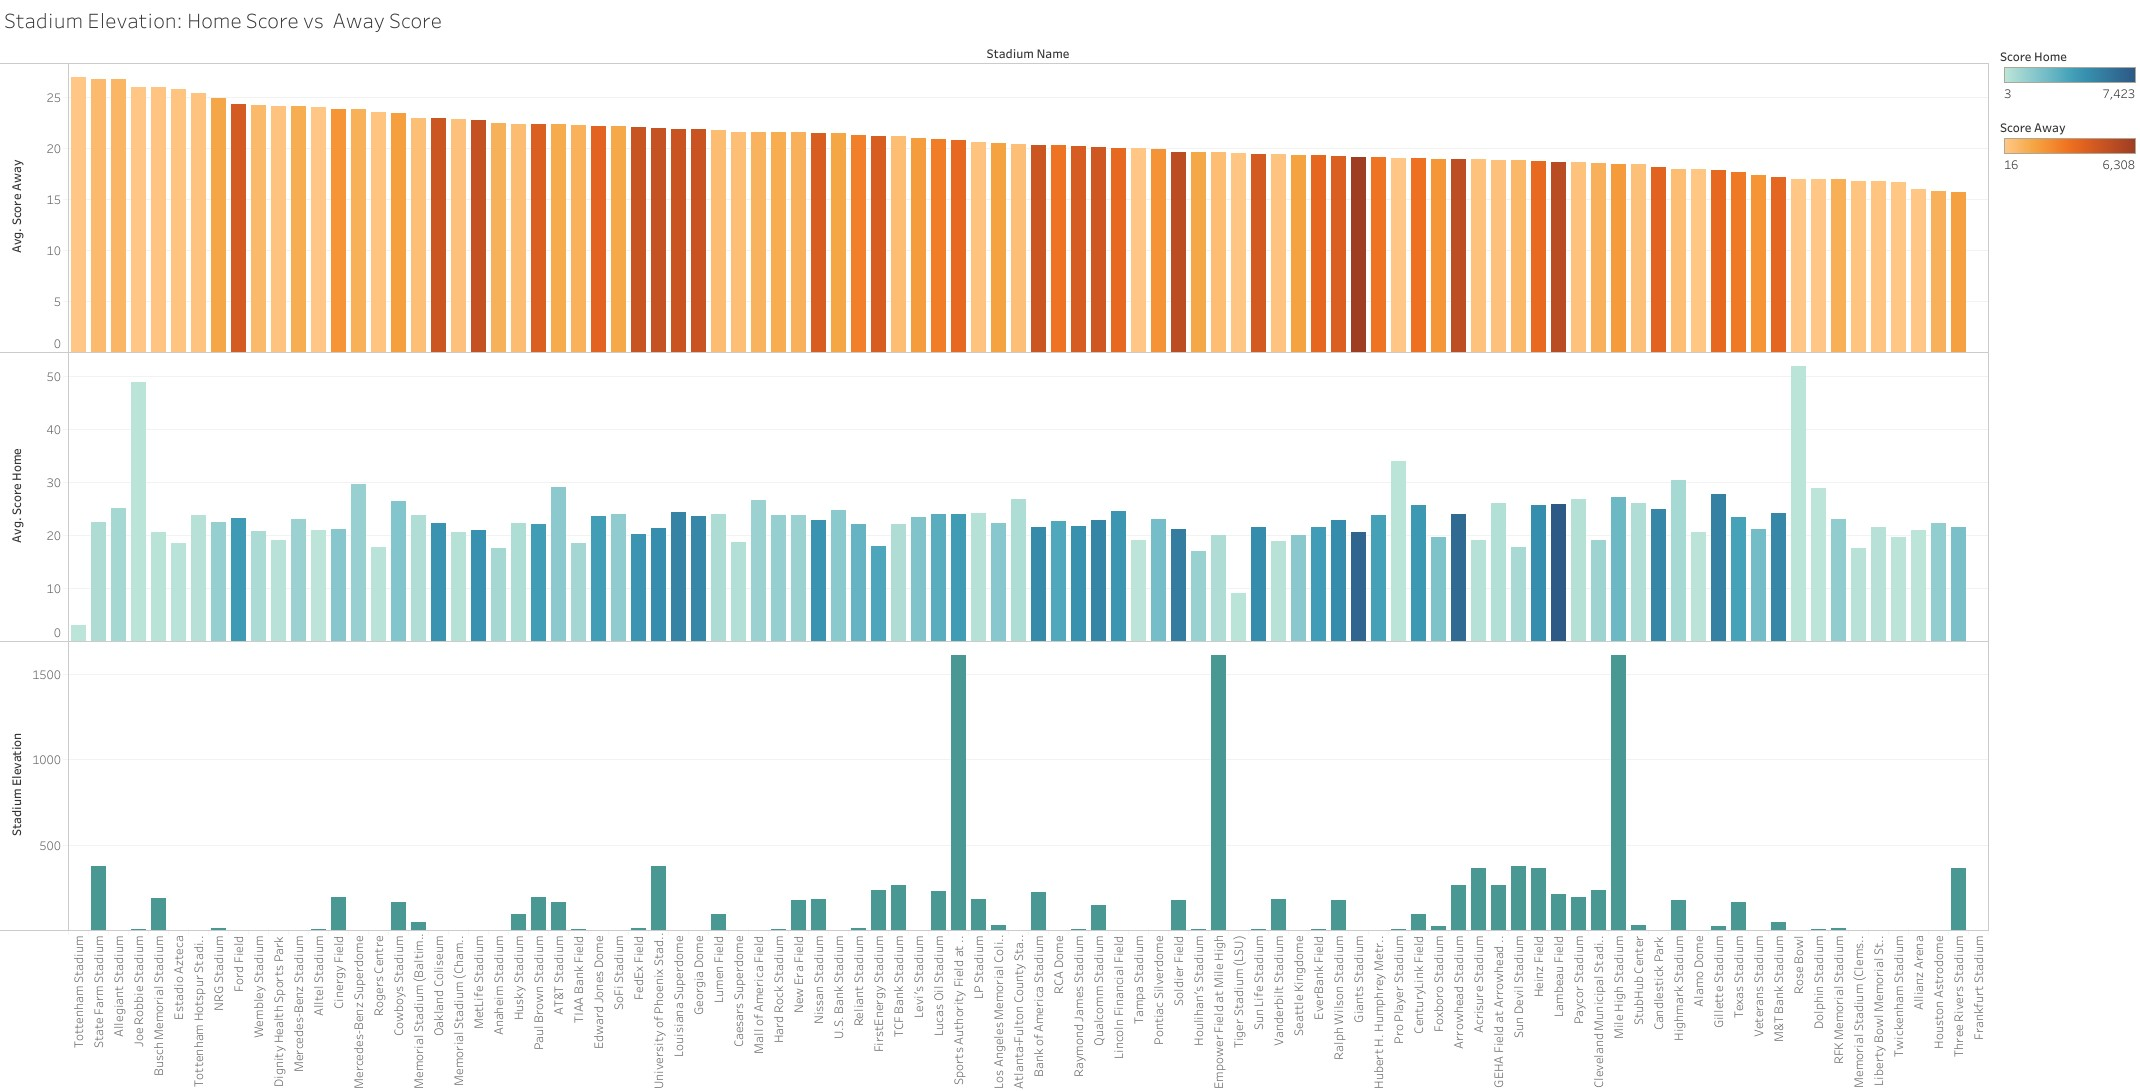 Stadium Elevation: Home Score vs  Away Score
Stadium Name
Avg. Score Away
25
20
15
10
5
0
Avg. Score Home
50
40
30
20
10
0
Stadium Elevation
1500
1000
500
Tottenham Stadium
State Farm Stadium
Allegiant Stadium
Joe Robbie Stadium
Busch Memorial Stadium
Estadio Azteca
Tottenham Hotspur Stadi..
NRG Stadium
Ford Field
Wembley Stadium
Dignity Health Sports Park
Mercedes-Benz Stadium
Alltel Stadium
Cinergy Field
Mercedes-Benz Superdome
Rogers Centre
Cowboys Stadium
Memorial Stadium (Baltim..
Oakland Coliseum
Memorial Stadium (Cham..
MetLife Stadium
Anaheim Stadium
Husky Stadium
Paul Brown Stadium
AT&T Stadium
TIAA Bank Field
Edward Jones Dome
SoFi Stadium
FedEx Field
University of Phoenix Stad..
Louisiana Superdome
Georgia Dome
Lumen Field
Caesars Superdome
Mall of America Field
Hard Rock Stadium
New Era Field
Nissan Stadium
U.S. Bank Stadium
Reliant Stadium
FirstEnergy Stadium
TCF Bank Stadium
Levi's Stadium
Lucas Oil Stadium
Sports Authority Field at ..
LP Stadium
Los Angeles Memorial Coli..
Atlanta-Fulton County Sta..
Bank of America Stadium
RCA Dome
Raymond James Stadium
Qualcomm Stadium
Lincoln Financial Field
Tampa Stadium
Pontiac Silverdome
Soldier Field
Houlihan's Stadium
Empower Field at Mile High
Tiger Stadium (LSU)
Sun Life Stadium
Vanderbilt Stadium
Seattle Kingdome
EverBank Field
Ralph Wilson Stadium
Giants Stadium
Hubert H. Humphrey Metr..
Pro Player Stadium
CenturyLink Field
Foxboro Stadium
Arrowhead Stadium
Acrisure Stadium
GEHA Field at Arrowhead ..
Sun Devil Stadium
Heinz Field
Lambeau Field
Paycor Stadium
Cleveland Municipal Stadi..
Mile High Stadium
StubHub Center
Candlestick Park
Highmark Stadium
Alamo Dome
Gillette Stadium
Texas Stadium
Veterans Stadium
M&T Bank Stadium
Rose Bowl
Dolphin Stadium
RFK Memorial Stadium
Memorial Stadium (Clems..
Liberty Bowl Memorial St..
Twickenham Stadium
Allianz Arena
Houston Astrodome
Three Rivers Stadium
Frankfurt Stadium
Score Home
3 7,423
Score Away
16 6,308